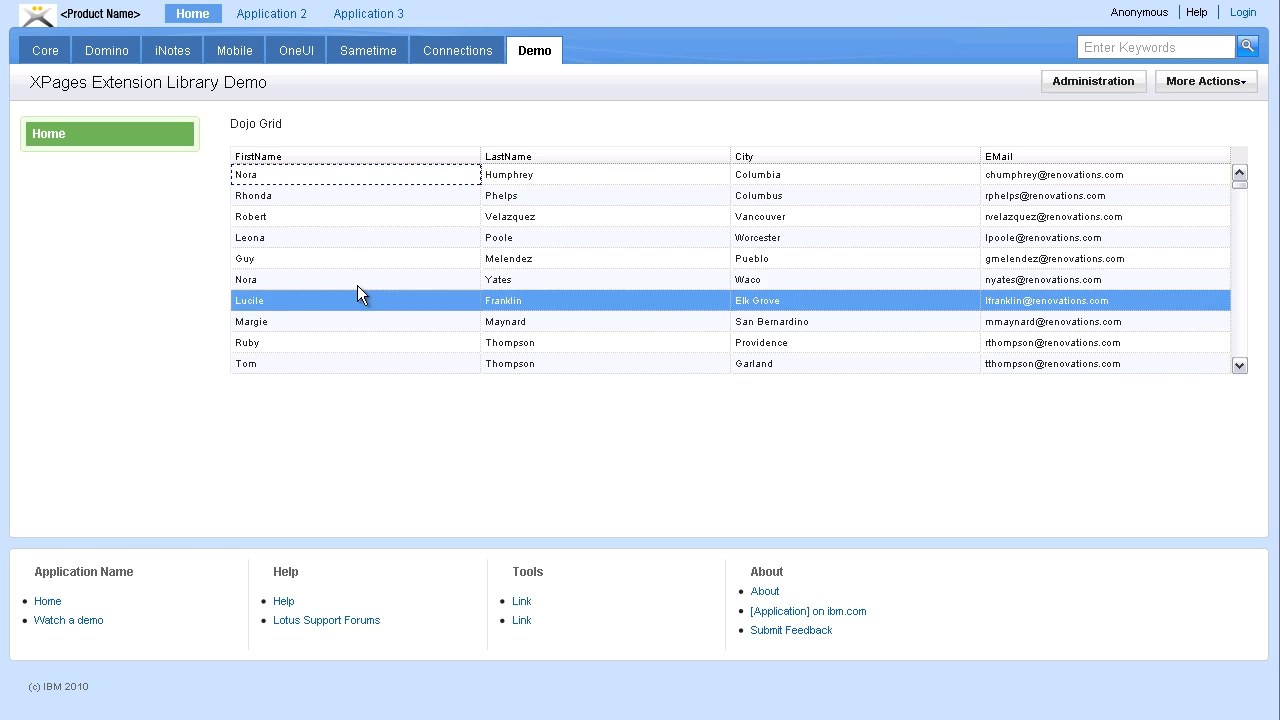 <Product Name> Home Application 2 Application 3 Anonymous Help Login
Core Domino iNotes Mobile OneUI Sametime Connections Demo Enter Keywords
XPages Extension Library Demo Administration More Actions
Home
Dojo Grid
FirstName LastName City EMail
Nora Humphrey Columbia chumphrey@renovations.com
Rhonda Phelps Columbus rphelps@renovations.com
Robert Velazquez Vancouver rvelazquez@renovations.com
Leona Poole Worcester lpoole@renovations.com
Guy Melendez Pueblo gmelendez@renovations.com
Nora Yates Waco nyates@renovations.com
Lucile Franklin Elk Grove lfranklin@renovations.com
Margie Maynard San Bernardino mmaynard@renovations.com
Ruby Thompson Providence rthompson@renovations.com
Tom Thompson Garland tthompson@renovations.com
Application Name
Home
Watch a demo
Help
Help
Lotus Support Forums
Tools
Link
Link
About
About
[Application] on ibm.com
Submit Feedback
(c) IBM 2010